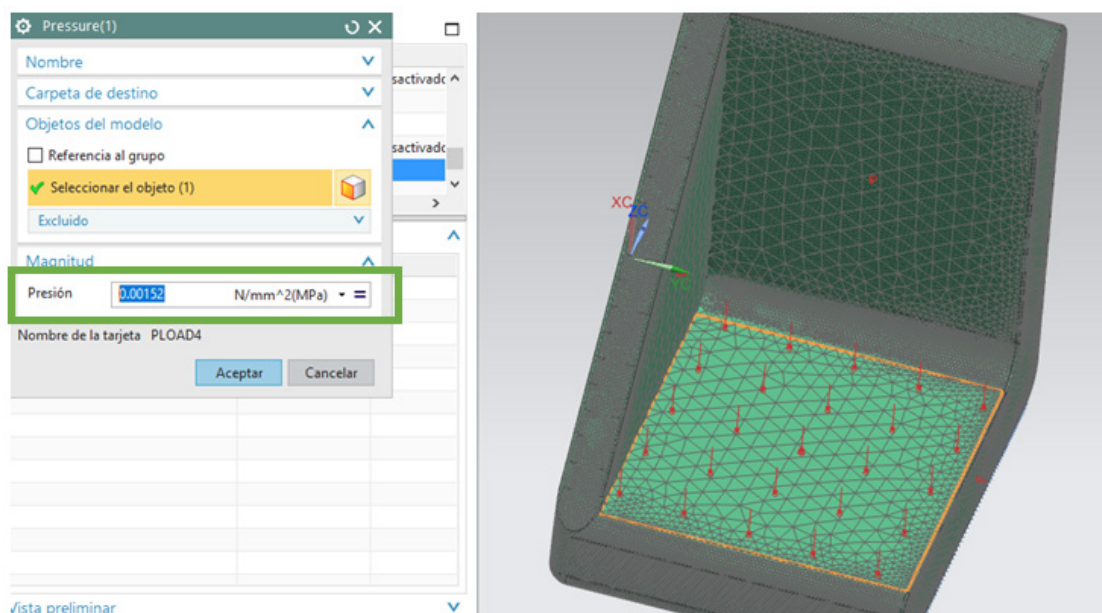 Pressure(1)
Nombre
Carpeta de destino
sactivado
Objetos del modelo
Referencia al grupo
sactivado
Seleccionar el objeto (1)
Excluido
Magnitud
Presión 0.00152 N/mm^2(MPa)
Nombre de la tarjeta PLOAD4
Aceptar Cancelar
Vista preliminar
XC
ZC
YC